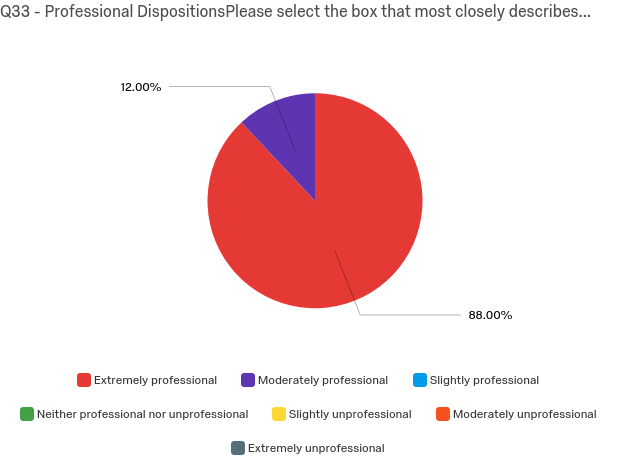 Q33 - Professional DispositionsPlease select the box that most closely describes...
12.00%
88.00%
Extremely professional Moderately professional Slightly professional
Neither professional nor unprofessional Slightly unprofessional Moderately unprofessional
Extremely unprofessional